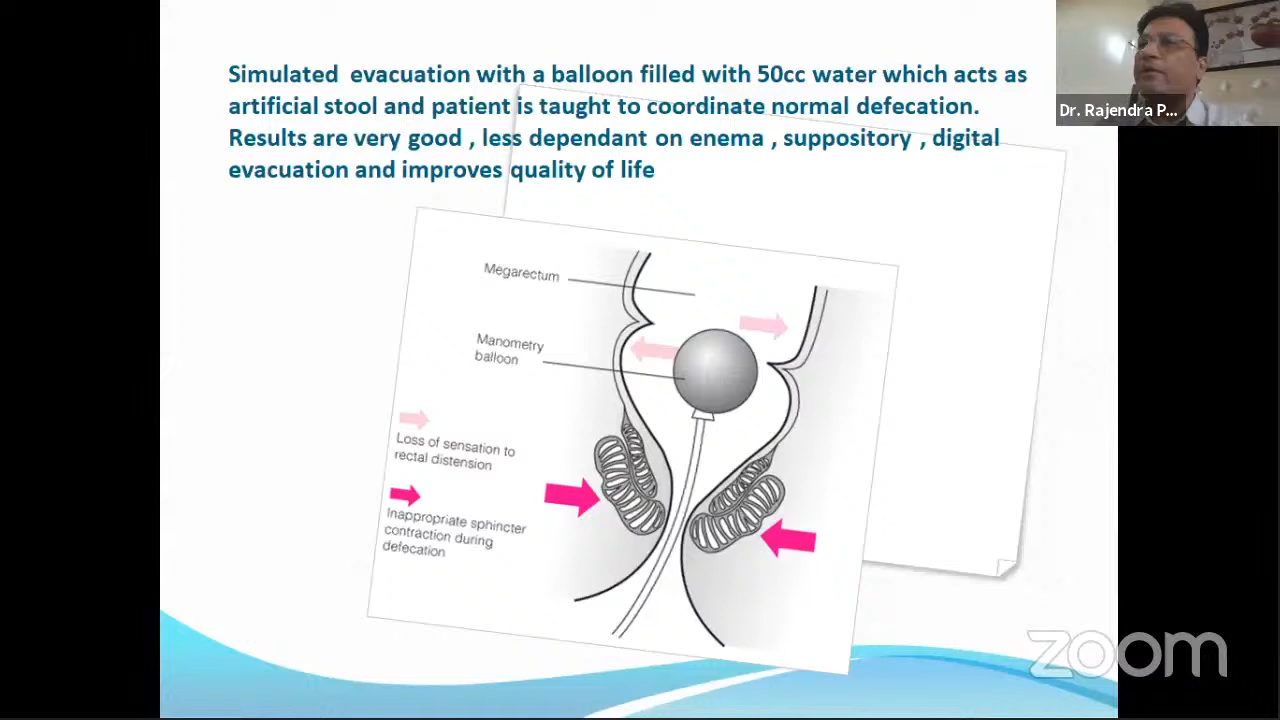 Simulated evacuation with a balloon filled with 50cc water which acts as
artificial stool and patient is taught to coordinate normal defecation.
Results are very good , less dependant on enema , suppository , digital
evacuation and improves quality of life
Dr. Rajendra P...
Megarectum
Manometry
balloon
Loss of sensation to
rectal distension
Inappropriate sphincter
contraction during
defecation
zoom